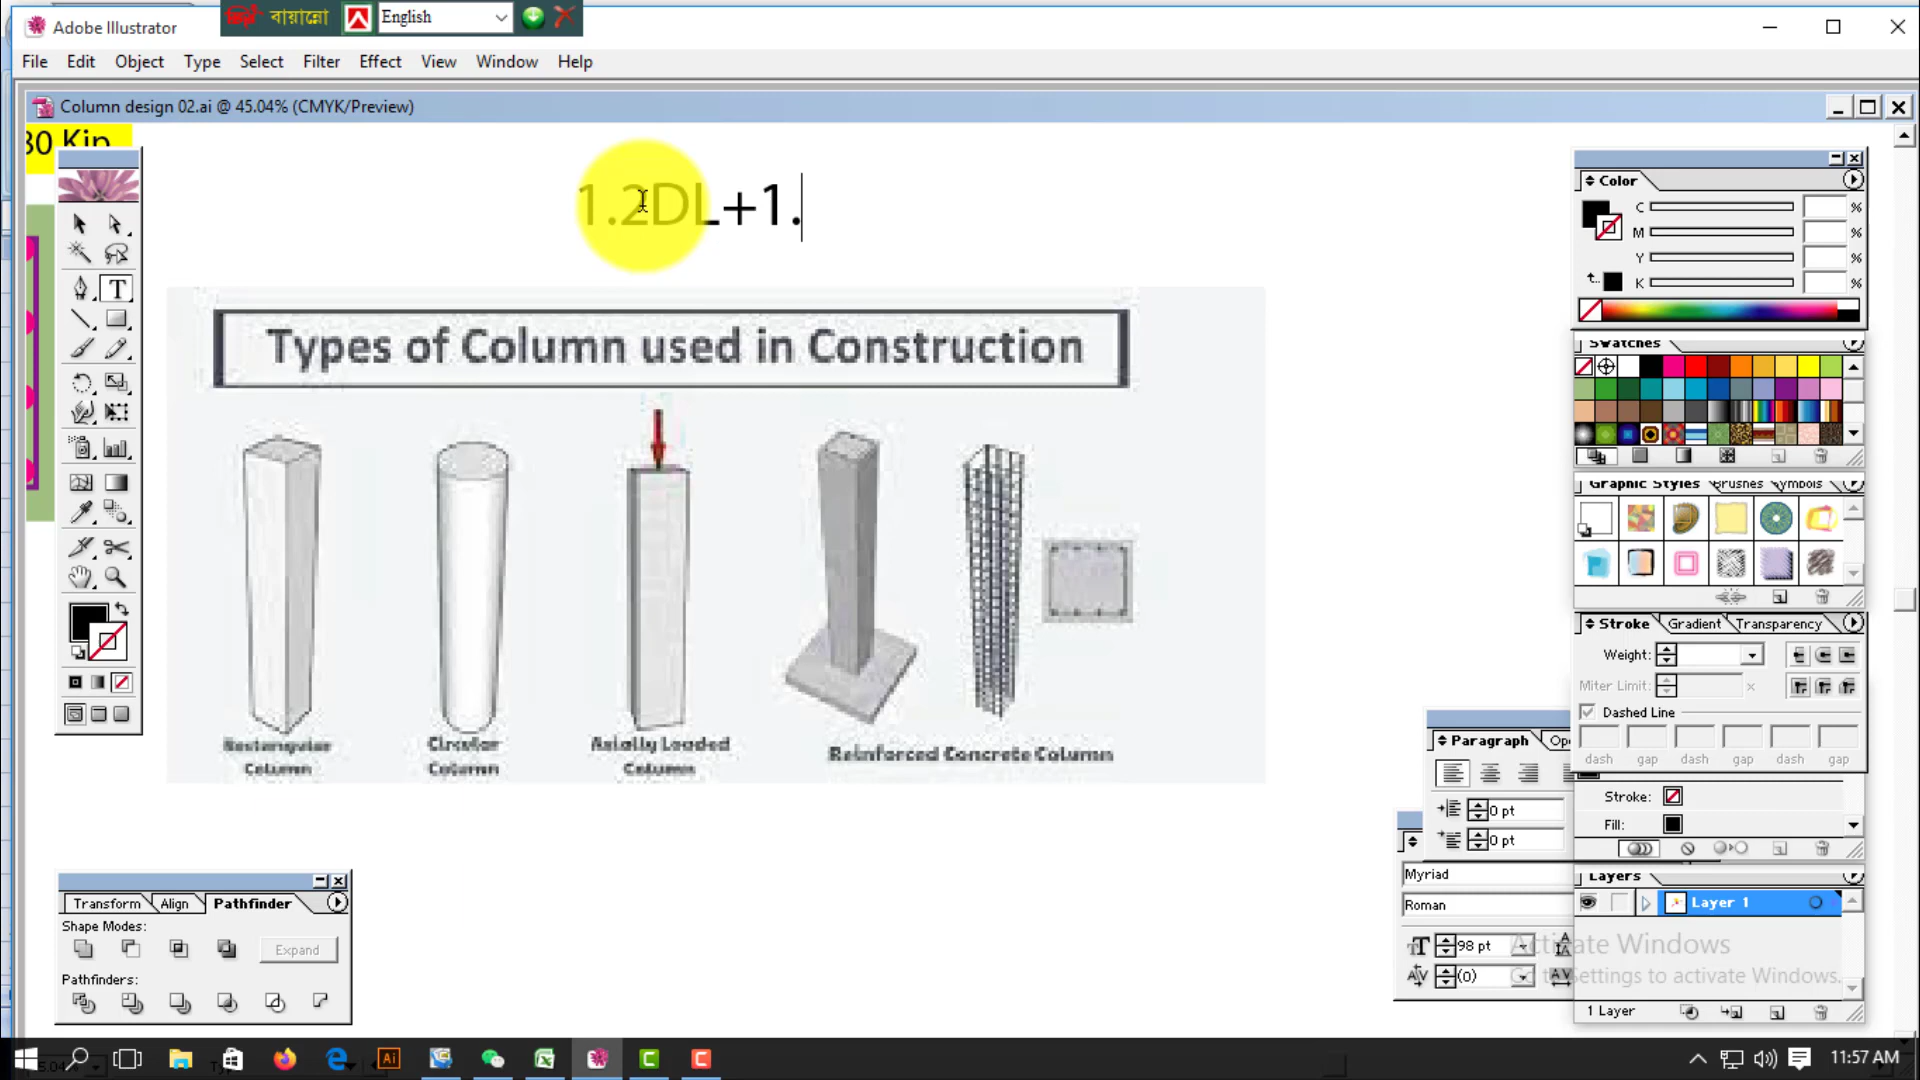 Adobe Illustrator
বায়ান্নো
English
File Edit Object Type Select Filter Effect View Window Help
Column design 02.ai @ 45.04% (CMYK/Preview)
30 Kip
1.2DL+1.
Types of Column used in Construction
Rectangular Column
Circular Column
Axially Loaded Column
Reinforced Concrete Column
Color
C %
M %
Y %
K %
Swatches
Graphic Styles Brushes Symbols
Stroke Gradient Transparency
Weight:
Miter Limit: x
Dashed Line
dash gap dash gap dash gap
Paragraph
0 pt
0 pt
Stroke:
Fill:
Myriad
Roman
98 pt
(0)
Layers
Layer 1
1 Layer
Activate Windows
Go to Settings to activate Windows.
Transform Align Pathfinder
Shape Modes:
Expand
Pathfinders:
Ai
11:57 AM